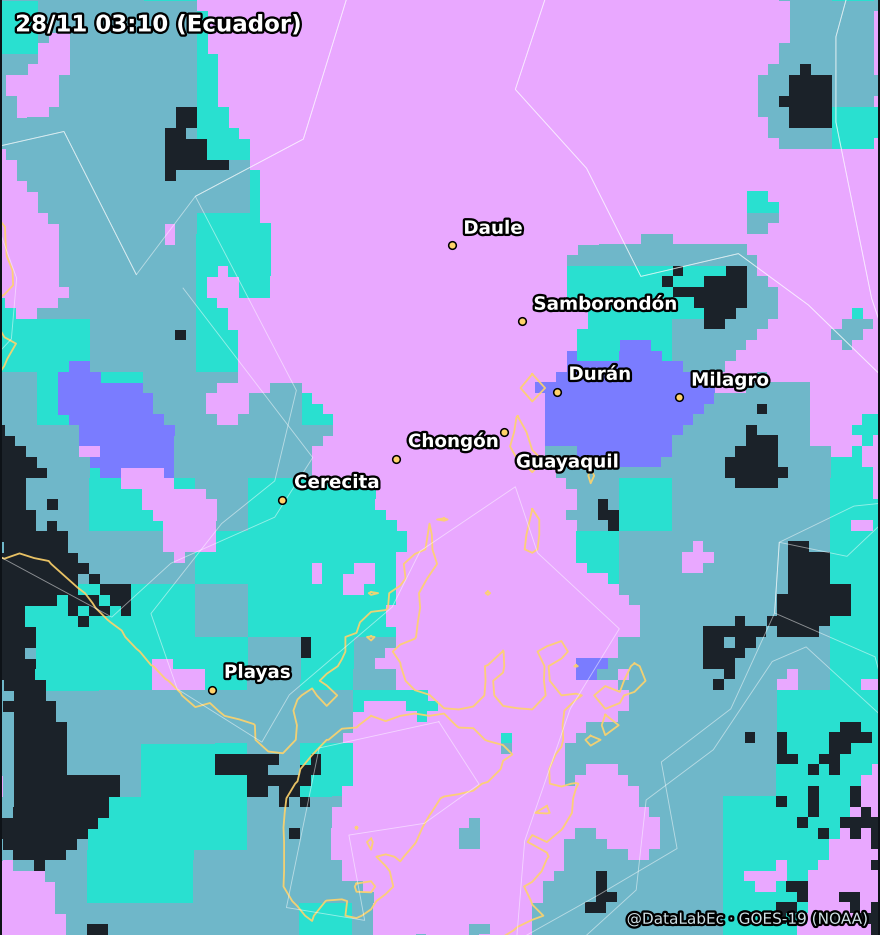 28/11 03:10 (Ecuador)
Daule
Samborondón
Durán
Milagro
Chongón
Guayaquil
Cerecita
Playas
@DataLabEc · GOES-19 (NOAA)